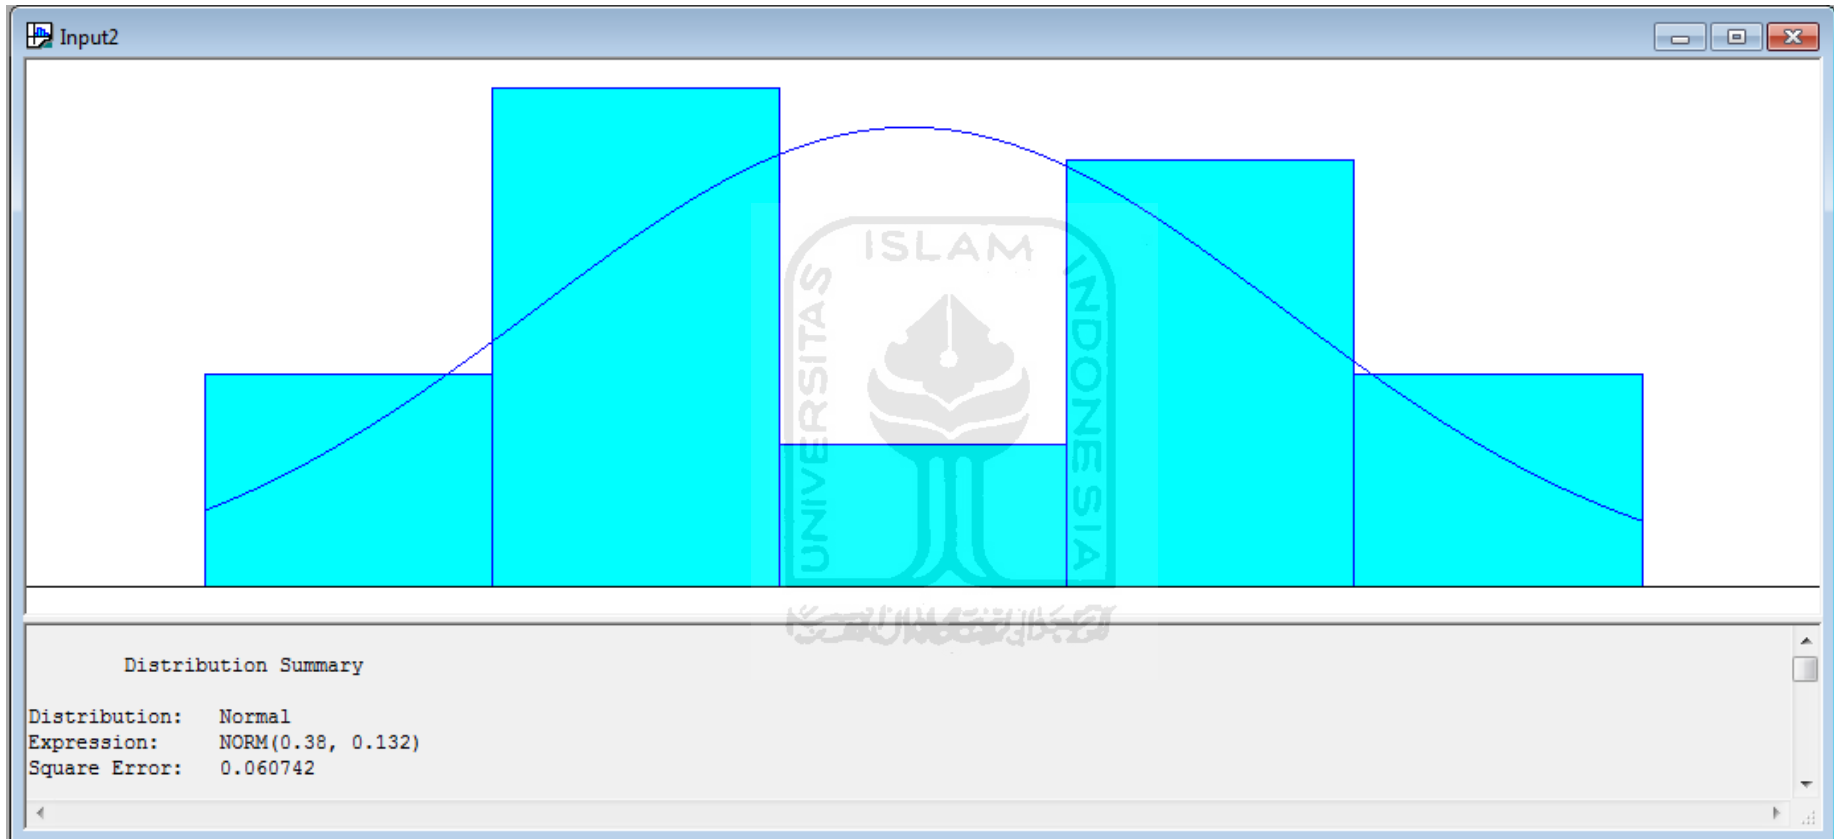 Input2
UNIVERSITAS
ISLAM
INDONESIA
Distribution Summary
Distribution: Normal
Expression: NORM(0.38, 0.132)
Square Error: 0.060742